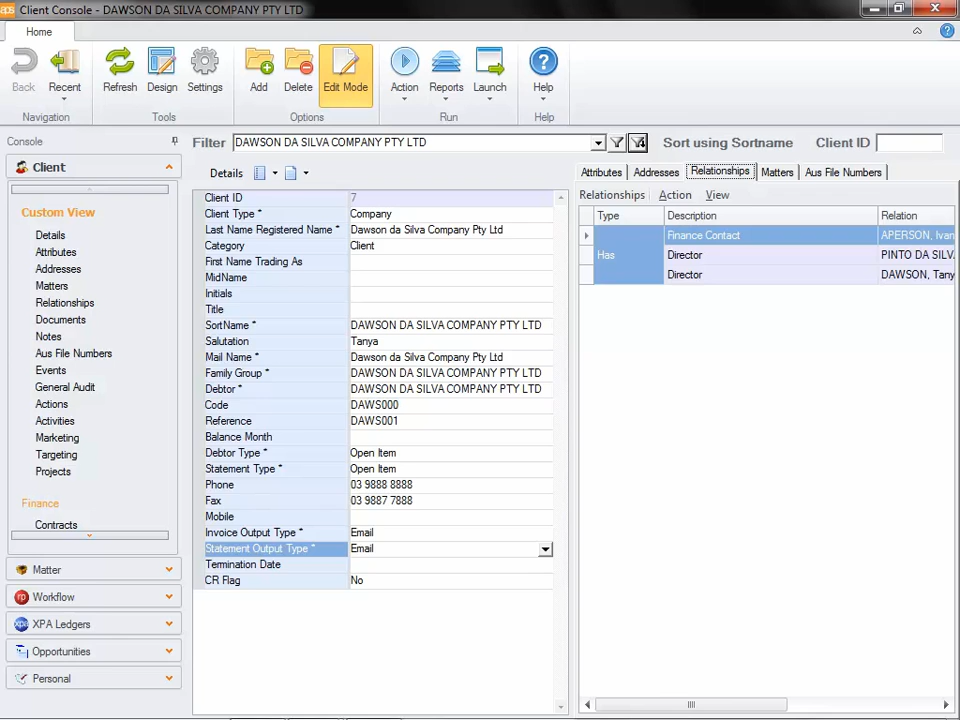 aps Client Console - DAWSON DA SILVA COMPANY PTY LTD
Home
Back
Recent
Refresh
Design
Settings
Add
Delete
Edit Mode
Action
Reports
Launch
Help
Navigation
Tools
Options
Run
Help
Console
Filter DAWSON DA SILVA COMPANY PTY LTD
Sort using Sortname
Client ID
Client
Custom View
Details
Attributes
Addresses
Matters
Relationships
Documents
Notes
Aus File Numbers
Events
General Audit
Actions
Activities
Marketing
Targeting
Projects
Finance
Contracts
Matter
rp Workflow
xpa XPA Ledgers
Opportunities
Personal
Details
Client ID 7
Client Type * Company
Last Name Registered Name * Dawson da Silva Company Pty Ltd
Category Client
First Name Trading As
MidName
Initials
Title
SortName * DAWSON DA SILVA COMPANY PTY LTD
Salutation Tanya
Mail Name * Dawson da Silva Company Pty Ltd
Family Group * DAWSON DA SILVA COMPANY PTY LTD
Debtor * DAWSON DA SILVA COMPANY PTY LTD
Code DAWS000
Reference DAWS001
Balance Month
Debtor Type * Open Item
Statement Type * Open Item
Phone 03 9888 8888
Fax 03 9887 7888
Mobile
Invoice Output Type * Email
Statement Output Type * Email
Termination Date
CR Flag No
Attributes Addresses Relationships Matters Aus File Numbers
Relationships Action View
Type Description Relation
Finance Contact APERSON, Ivan
Has Director PINTO DA SILV
Director DAWSON, Tany